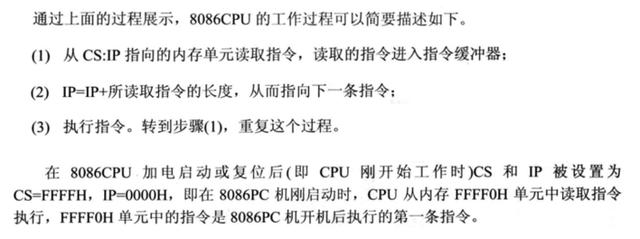 通过上面的过程展示，8086CPU 的工作过程可以简要描述如下。
(1) 从 CS:IP 指向的内存单元读取指令，读取的指令进入指令缓冲器；
(2) IP=IP+所读取指令的长度，从而指向下一条指令；
(3) 执行指令。转到步骤(1)，重复这个过程。
在 8086CPU 加电启动或复位后(即 CPU 刚开始工作时)CS 和 IP 被设置为
CS=FFFFH，IP=0000H，即在 8086PC 机刚启动时，CPU 从内存 FFFF0H 单元中读取指令
执行，FFFF0H 单元中的指令是 8086PC 机开机后执行的第一条指令。